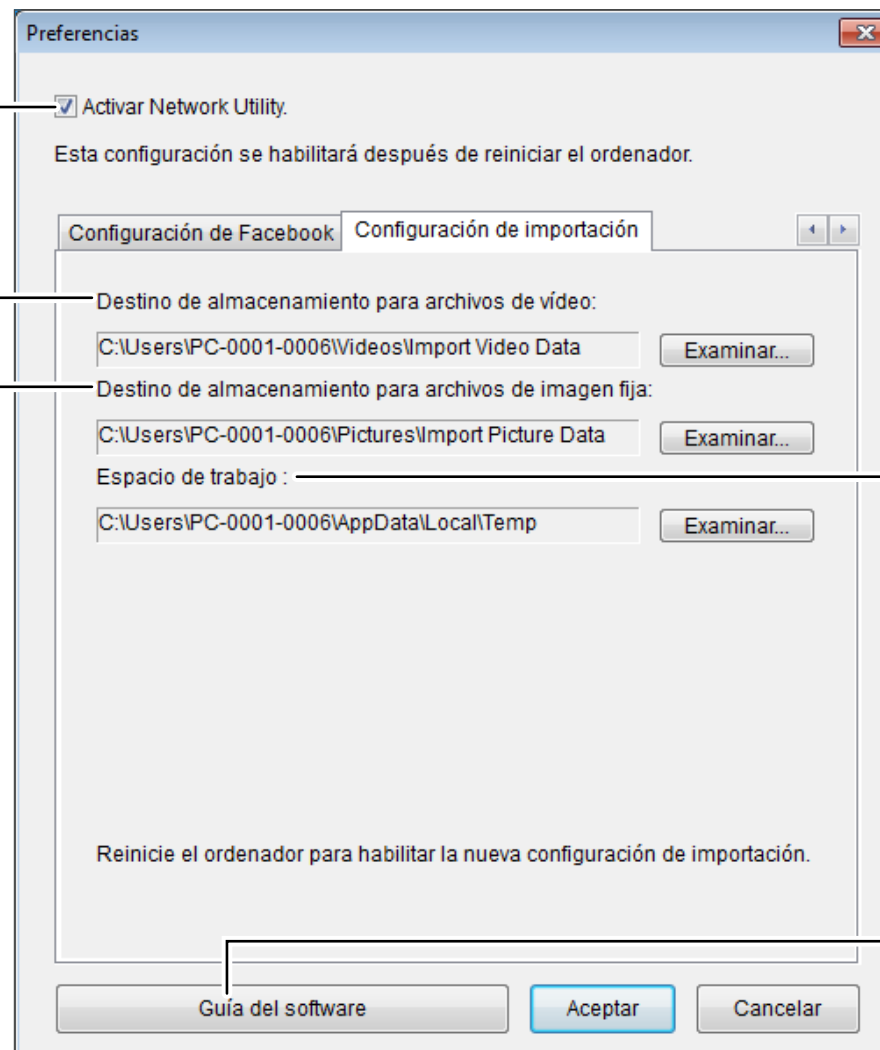 Preferencias
Activar Network Utility.
Esta configuración se habilitará después de reiniciar el ordenador.
Configuración de Facebook Configuración de importación
Destino de almacenamiento para archivos de vídeo:
C:\Users\PC-0001-0006\Videos\Import Video Data Examinar...
Destino de almacenamiento para archivos de imagen fija:
C:\Users\PC-0001-0006\Pictures\Import Picture Data Examinar...
Espacio de trabajo :
C:\Users\PC-0001-0006\AppData\Local\Temp Examinar...
Reinicie el ordenador para habilitar la nueva configuración de importación.
Guía del software Aceptar Cancelar